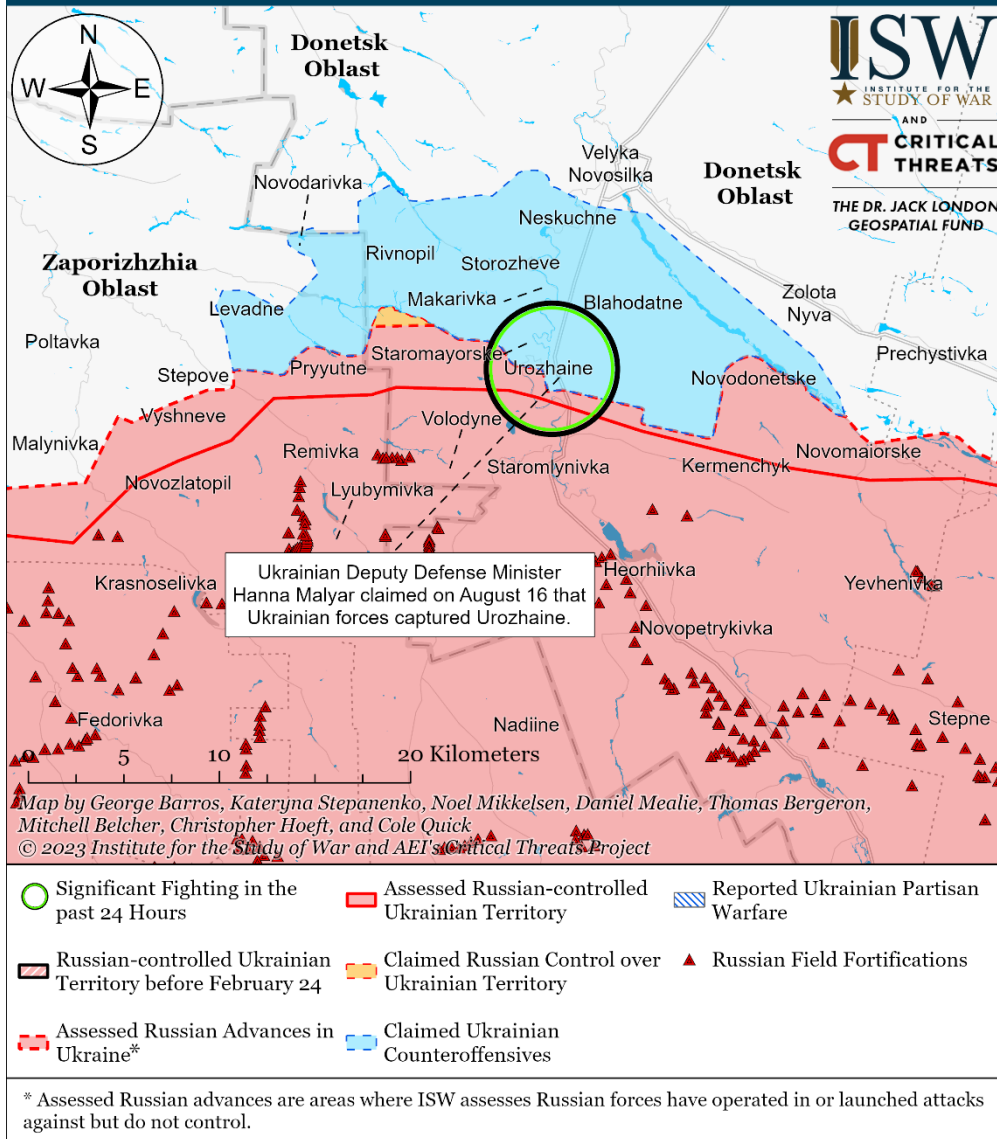 N
W
E
S
Donetsk
Oblast
ISW
INSTITUTE FOR THE
STUDY OF WAR
AND
CT CRITICAL
THREATS
THE DR. JACK LONDON
GEOSPATIAL FUND
Velyka
Novosilka
Donetsk
Oblast
Novodarivka
Neskuchne
Rivnopil
Storozheve
Zaporizhzhia
Oblast
Makarivka
Blahodatne
Zolota
Nyva
Levadne
Poltavka
Staromayorske
Prechystivka
Pryyutne
Urozhaine
Stepove
Novodonetske
Vyshneve
Volodyne
Malynivka
Remivka
Novomaiorske
Staromlynivka
Kermenchyk
Novozlatopil
Lyubymivka
Krasnoselivka
Ukrainian Deputy Defense Minister
Hanna Malyar claimed on August 16 that
Ukrainian forces captured Urozhaine.
Heorhiivka
Yevhenivka
Novopetrykivka
Fedorivka
Nadiine
Stepne
0 5 10 20 Kilometers
Map by George Barros, Kateryna Stepanenko, Noel Mikkelsen, Daniel Mealie, Thomas Bergeron,
Mitchell Belcher, Christopher Hoeft, and Cole Quick
© 2023 Institute for the Study of War and AEI's Critical Threats Project
Significant Fighting in the
past 24 Hours
Assessed Russian-controlled
Ukrainian Territory
Reported Ukrainian Partisan
Warfare
Russian-controlled Ukrainian
Territory before February 24
Claimed Russian Control over
Ukrainian Territory
Russian Field Fortifications
Assessed Russian Advances in
Ukraine*
Claimed Ukrainian
Counteroffensives
* Assessed Russian advances are areas where ISW assesses Russian forces have operated in or launched attacks
against but do not control.